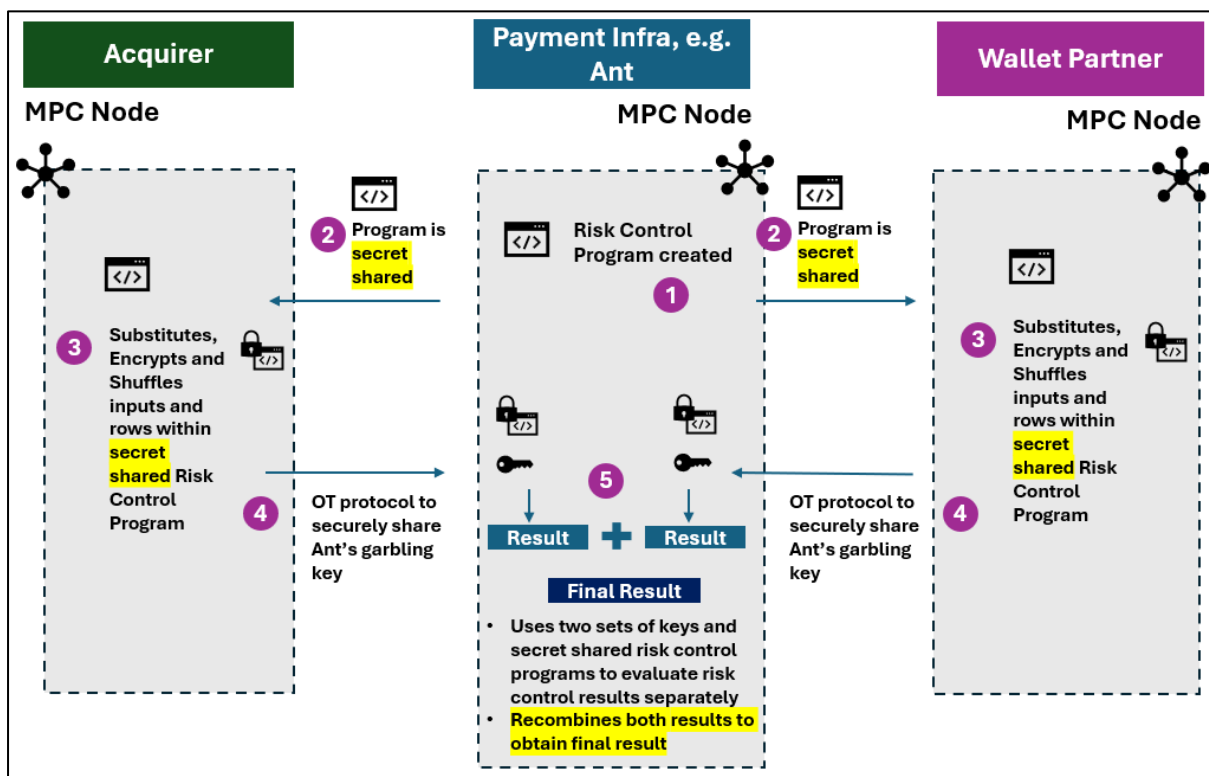 Acquirer
Payment Infra, e.g.
Ant
Wallet Partner
MPC Node
MPC Node
MPC Node
</>
2 Program is
secret
shared
</>
Risk Control
Program created
1
</>
2 Program is
secret
shared
</>
3 Substitutes,
Encrypts and
Shuffles
inputs and
rows within
secret
shared Risk
Control
Program)
</>
4
OT protocol to
securely share
Ant's garbling
key
</>
</>
5
Result
Result
Final Result
• Uses two sets of keys and
secret shared risk control
programs to evaluate risk
control results separately
• Recombines both results to
obtain final result
</>
3 Substitutes,
Encrypts and
Shuffles
inputs and
rows within
secret
shared Risk
Control
Program)
</>
4
OT protocol to
securely share
Ant's garbling
key